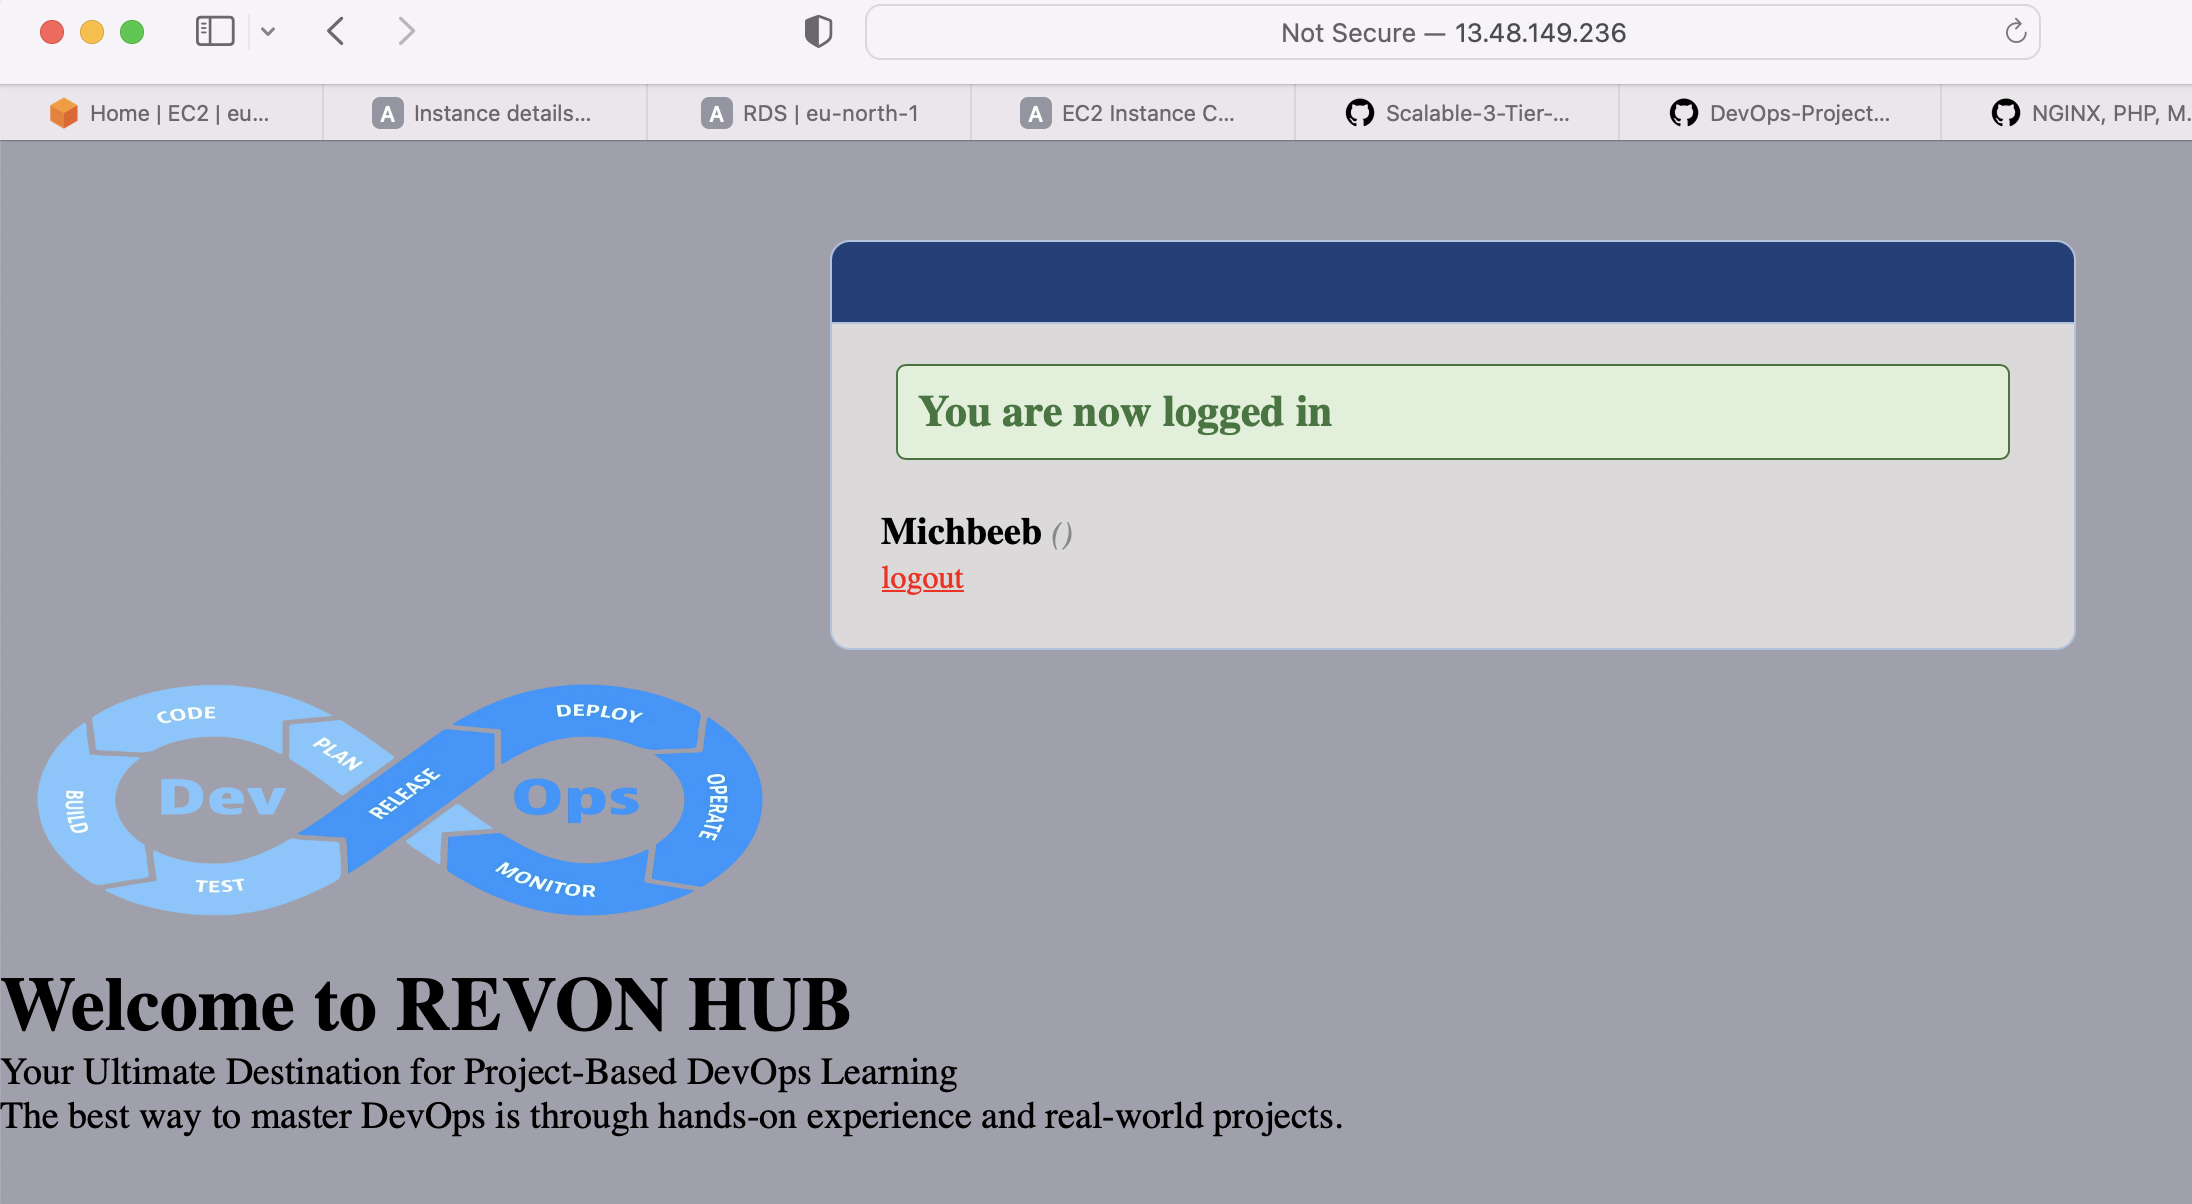 Not Secure — 13.48.149.236
Home | EC2 | eu...
A Instance details...
A RDS | eu-north-1
A EC2 Instance C...
Scalable-3-Tier-...
DevOps-Project...
NGINX, PHP, M.
You are now logged in
Michbeeb ()
logout
CODE
PLAN
BUILD
Dev
TEST
RELEASE
DEPLOY
Ops
OPERATE
MONITOR
Welcome to REVON HUB
Your Ultimate Destination for Project-Based DevOps Learning
The best way to master DevOps is through hands-on experience and real-world projects.